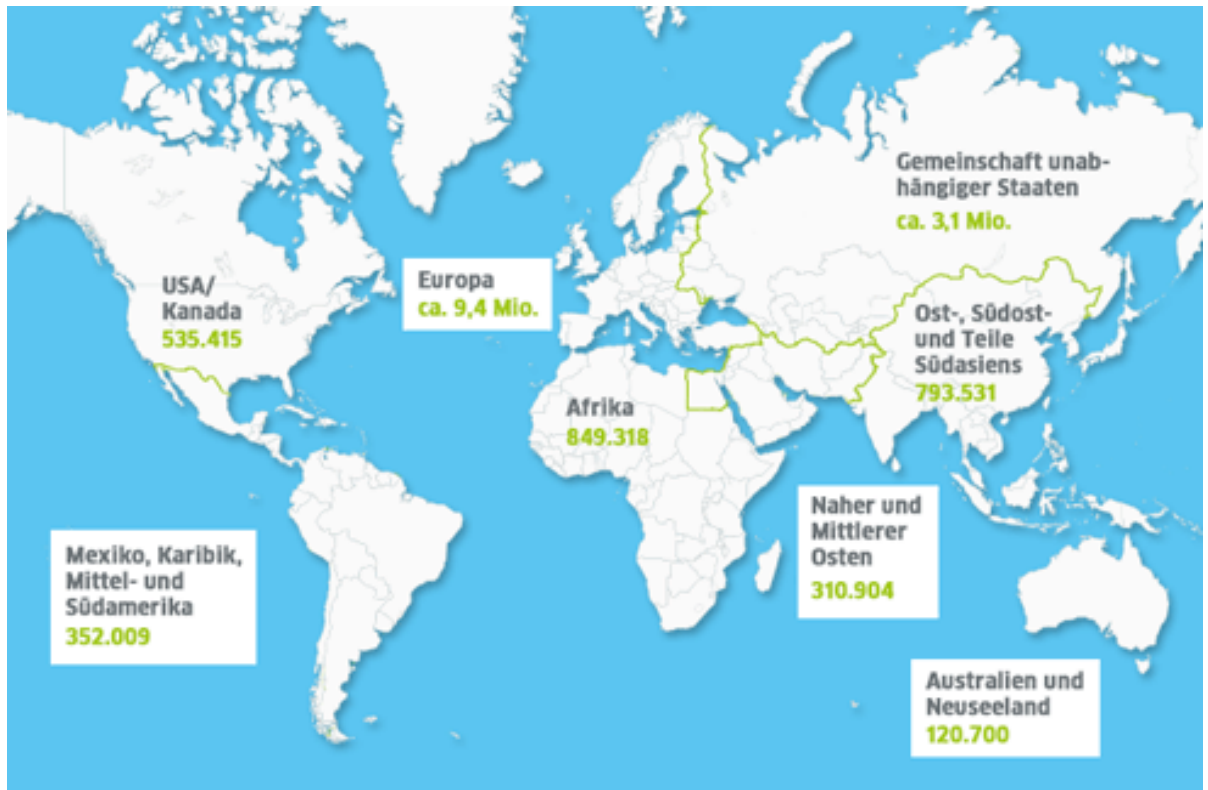 Gemeinschaft unab-
hängiger Staaten
ca. 3,1 Mio.
Europa
ca. 9,4 Mio.
USA/
Kanada
535.415
Ost-, Südost-
und Teile
Südasiens
793.531
Afrika
849.318
Naher und
Mittlerer
Osten
310.904
Mexiko, Karibik,
Mittel- und
Südamerika
352.009
Australien und
Neuseeland
120.700